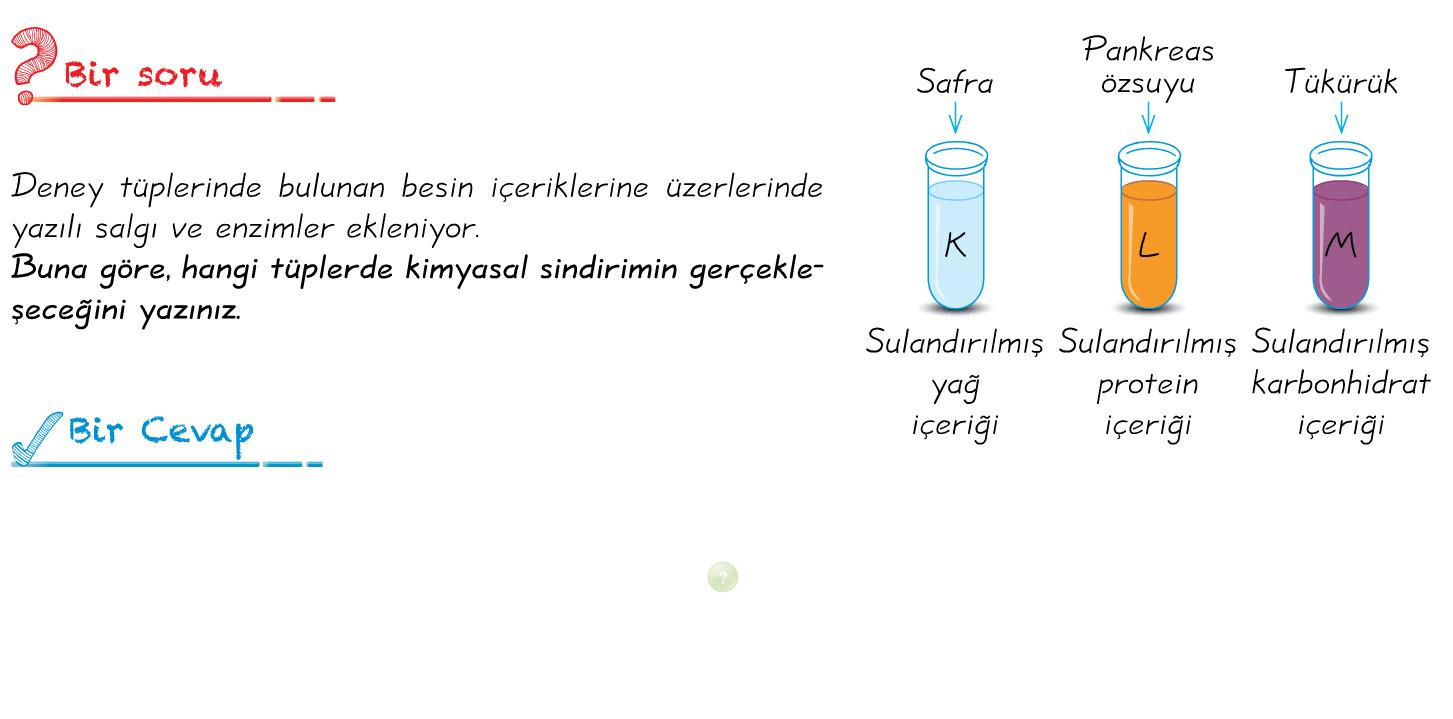 ?
Bir soru
Deney tüplerinde bulunan besin içeriklerine üzerlerinde
yazılı salgı ve enzimler ekleniyor.
Buna göre, hangi tüplerde kimyasal sindirimin gerçekle-
şeceğini yazınız.
Bir Cevap
Safra
Pankreas
özsuyu
Tükürük
K
L
M
Sulandırılmış
yağ
içeriği
Sulandırılmış
protein
içeriği
Sulandırılmış
karbonhidrat
içeriği
?